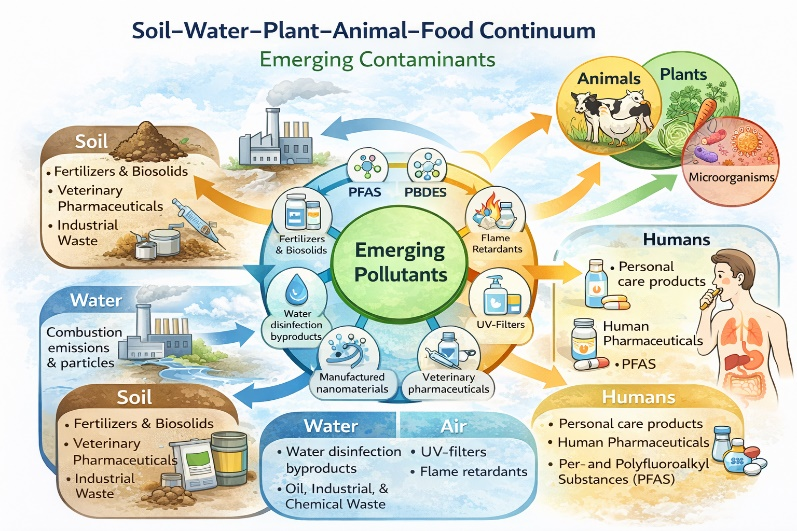 Soil–Water–Plant–Animal–Food Continuum
Emerging Contaminants
Soil
• Fertilizers & Biosolids
• Veterinary
Pharmaceuticals
• Industrial
Waste
Animals
Plants
Microorganisms
PFAS
PBDES
Fertilizers
& Biosolids
Flame
Retardants
Emerging
Pollutants
Water
disinfection
byproducts
UV-Filters
Manufactured
nanomaterials
Veterinary
pharmaceuticals
Humans
• Personal
care products
Human
Pharmaceuticals
• PFAS
Water
Combustion
emissions
& particles
Soil
• Fertilizers & Biosolids
• Veterinary
Pharmaceuticals
• Industrial
Waste
Water
• Water disinfection
byproducts
• Oil, Industrial, &
Chemical Waste
Air
• UV-filters
• Flame retardants
Humans
• Personal care products
• Human Pharmaceuticals
• Per- and Polyfluoroalkyl
Substances (PFAS)